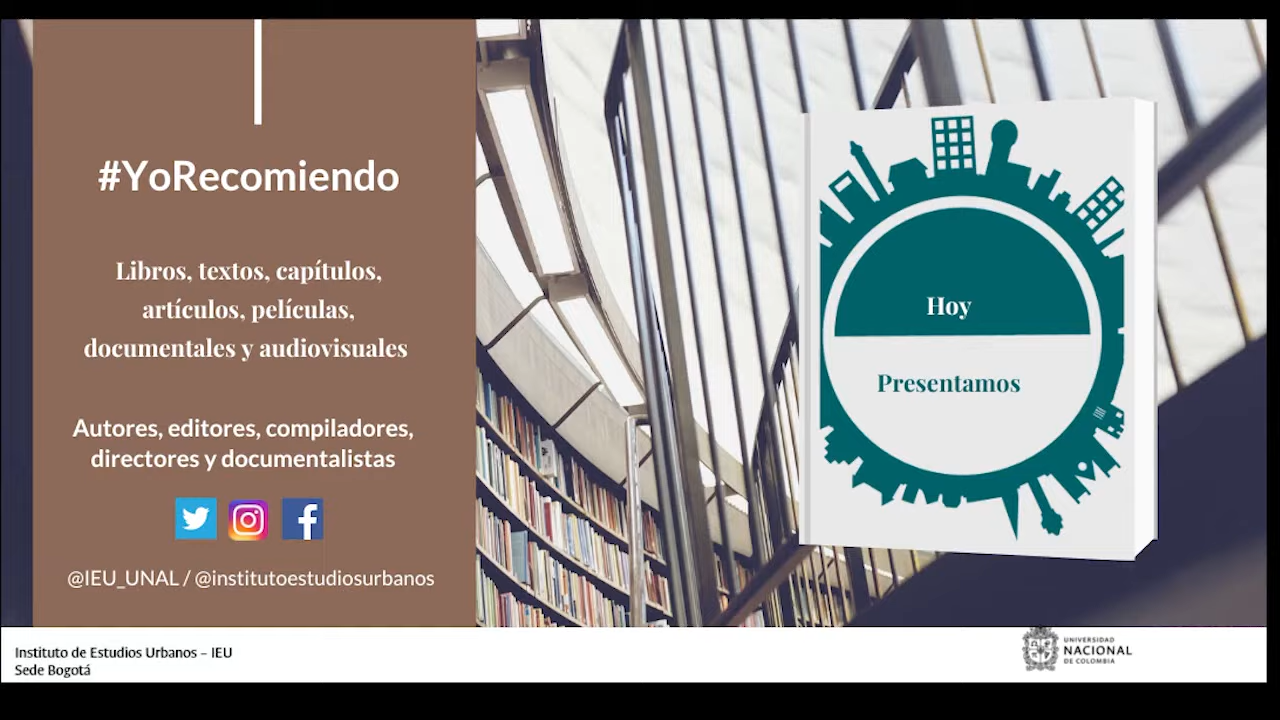 #YoRecomiendo
Libros, textos, capítulos,
artículos, películas,
documentales y audiovisuales
Autores, editores, compiladores,
directores y documentalistas
@IEU_UNAL / @institutoestudiosurbanos
Hoy
Presentamos
Instituto de Estudios Urbanos – IEU
Sede Bogotá
UNIVERSIDAD
NACIONAL
DE COLOMBIA